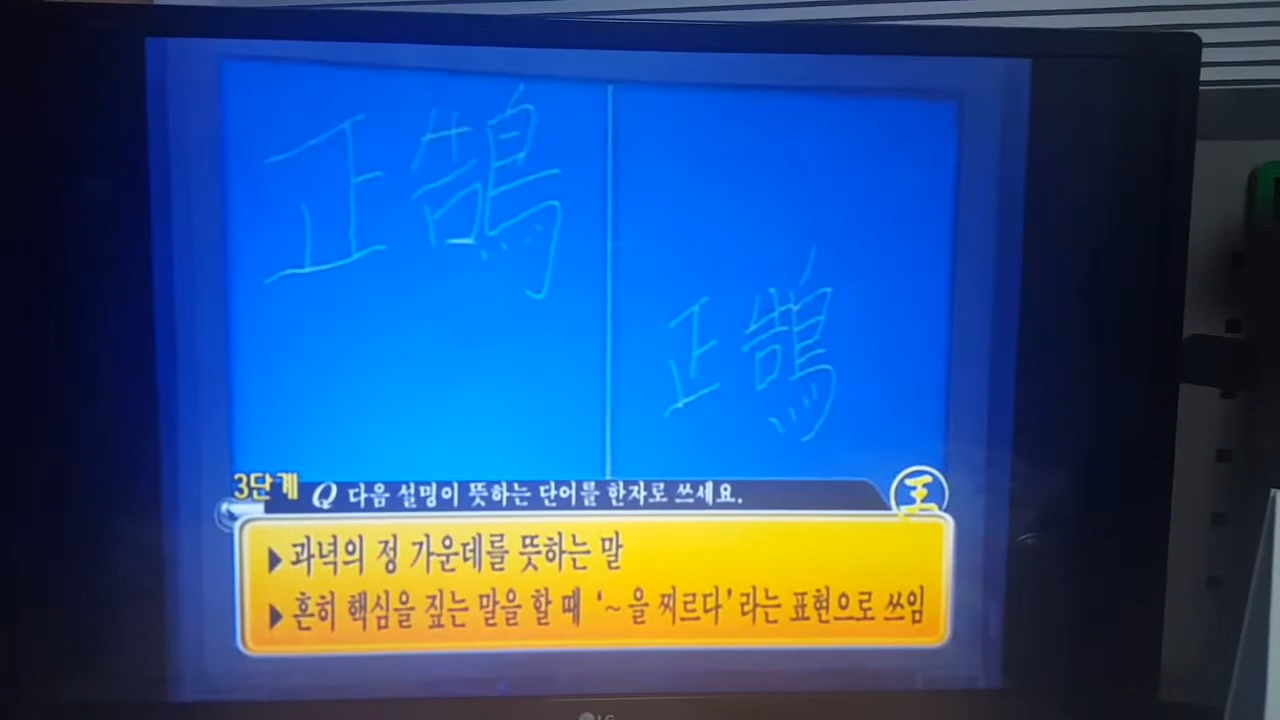 正鵠
正鵠
3단계 Q 다음 설명이 뜻하는 단어를 한자로 쓰세요. 王
▶과녁의 정 가운데를 뜻하는 말
▶흔히 핵심을 짚는 말을 할 때 '~을 찌르다'라는 표현으로 쓰임
LG